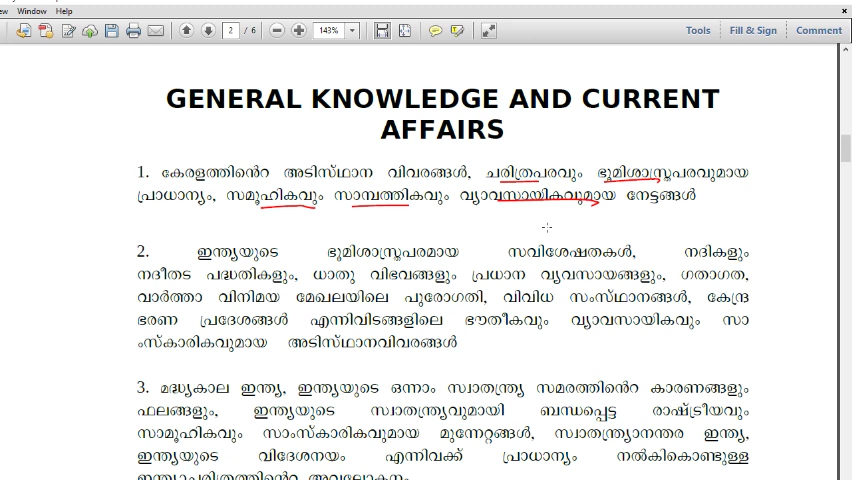 Window Help
2 / 6 143% Tools Fill & Sign Comment
GENERAL KNOWLEDGE AND CURRENT
AFFAIRS
1. കേരളത്തിൻെറ അടിസ്ഥാന വിവരങ്ങൾ, ചരിത്രപരവും ഭൂമിശാസ്ത്രപരവുമായ
പ്രാധാന്യം, സമൂഹികവും സാമ്പത്തികവും വ്യാവസായികവുമായ നേട്ടങ്ങൾ
2. ഇന്ത്യയുടെ ഭൂമിശാസ്ത്രപരമായ സവിശേഷതകൾ, നദികളും
നദീതട പദ്ധതികളും, ധാതു വിഭവങ്ങളും പ്രധാന വ്യവസായങ്ങളും, ഗതാഗത,
വാർത്താ വിനിമയ മേഖലയിലെ പുരോഗതി, വിവിധ സംസ്ഥാനങ്ങൾ, കേന്ദ്ര
ഭരണ പ്രദേശങ്ങൾ എന്നിവിടങ്ങളിലെ ഭൗതീകവും വ്യാവസായികവും സാ
ംസ്കാരികവുമായ അടിസ്ഥാനവിവരങ്ങൾ
3. മദ്ധ്യകാല ഇന്ത്യ, ഇന്ത്യയുടെ ഒന്നാം സ്വാതന്ത്ര്യ സമരത്തിൻെറ കാരണങ്ങളും
ഫലങ്ങളും, ഇന്ത്യയുടെ സ്വാതന്ത്ര്യവുമായി ബന്ധപ്പെട്ട രാഷ്ട്രീയവും
സാമൂഹികവും സാംസ്കാരികവുമായ മുന്നേറ്റങ്ങൾ, സ്വാതന്ത്ര്യാനന്തര ഇന്ത്യ,
ഇന്ത്യയുടെ വിദേശനയം എന്നിവക്ക് പ്രാധാന്യം നൽകികൊണ്ടുള്ള
ഇന്ത്യാചരിത്രത്തിൻെറ അവലോകനം